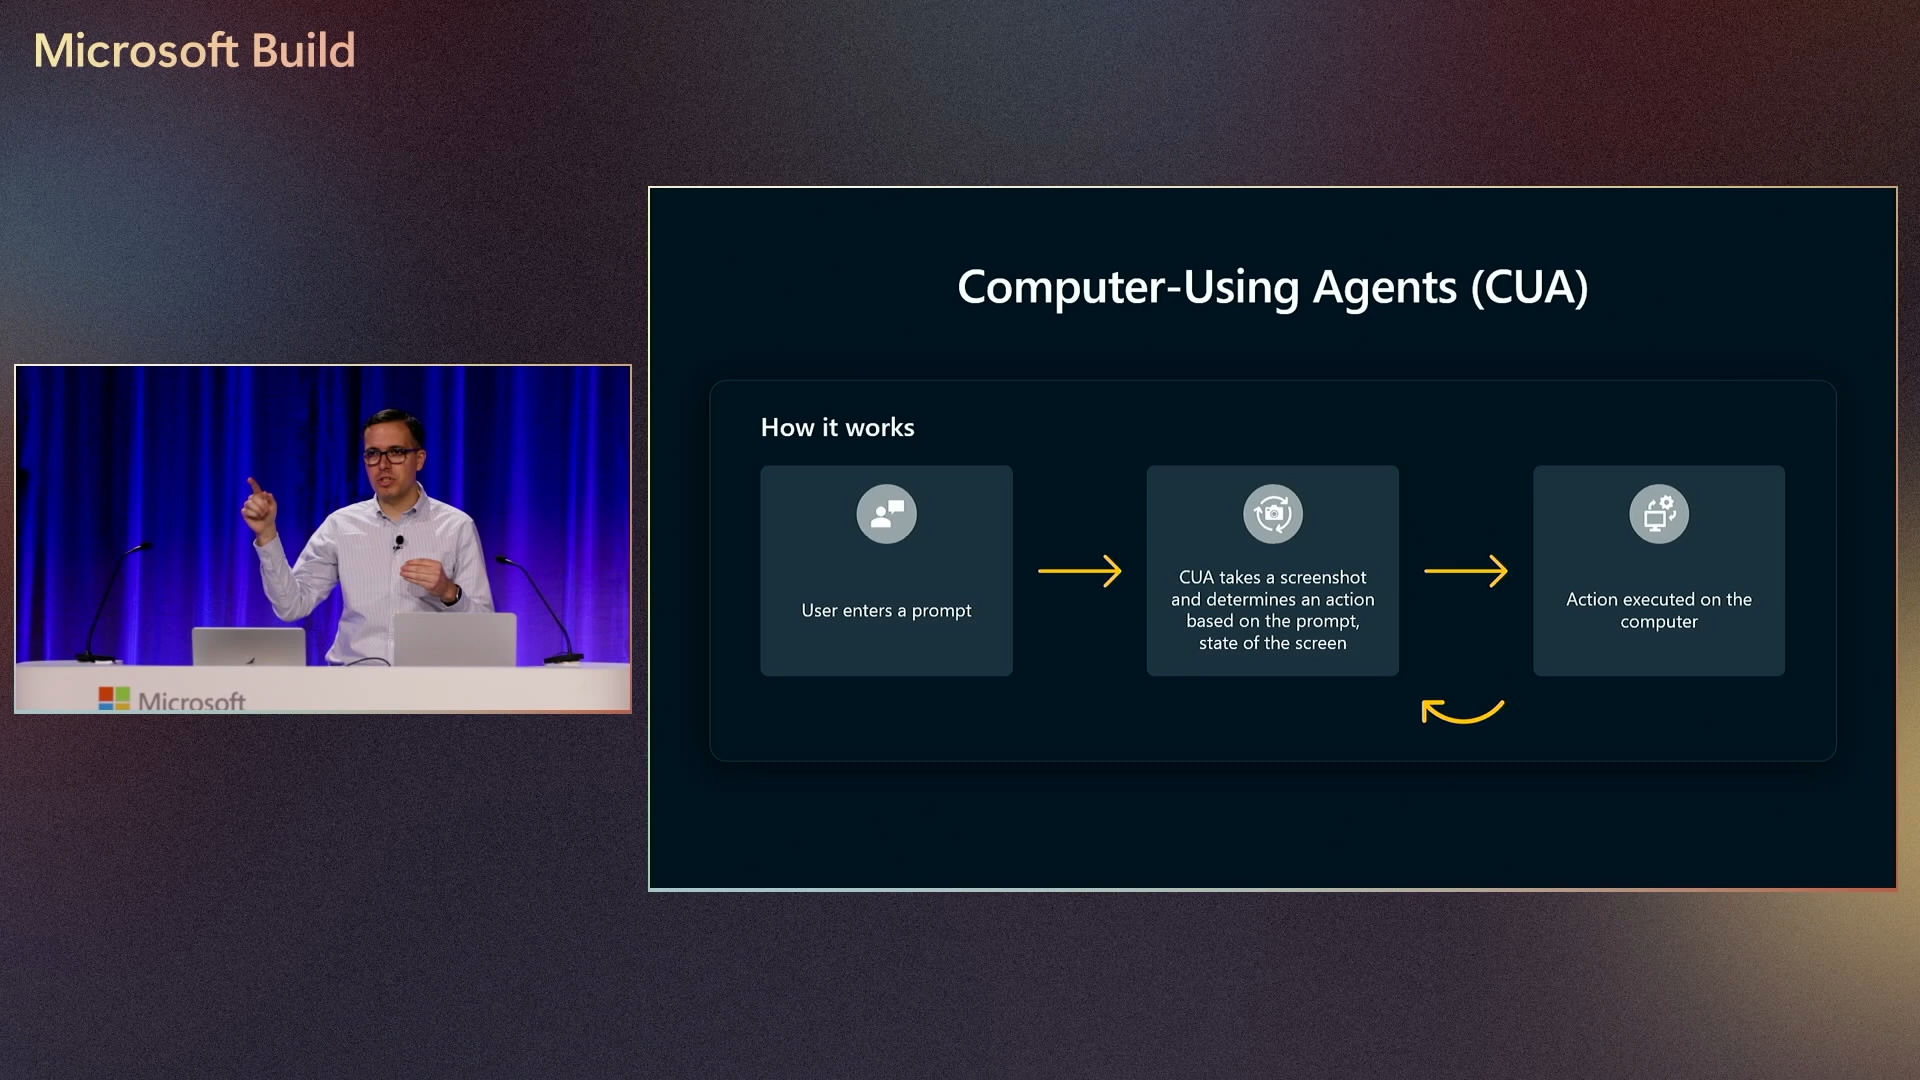 Microsoft Build
Computer-Using Agents (CUA)
How it works
User enters a prompt
CUA takes a screenshot
and determines an action
based on the prompt,
state of the screen
Action executed on the
computer
Microsoft